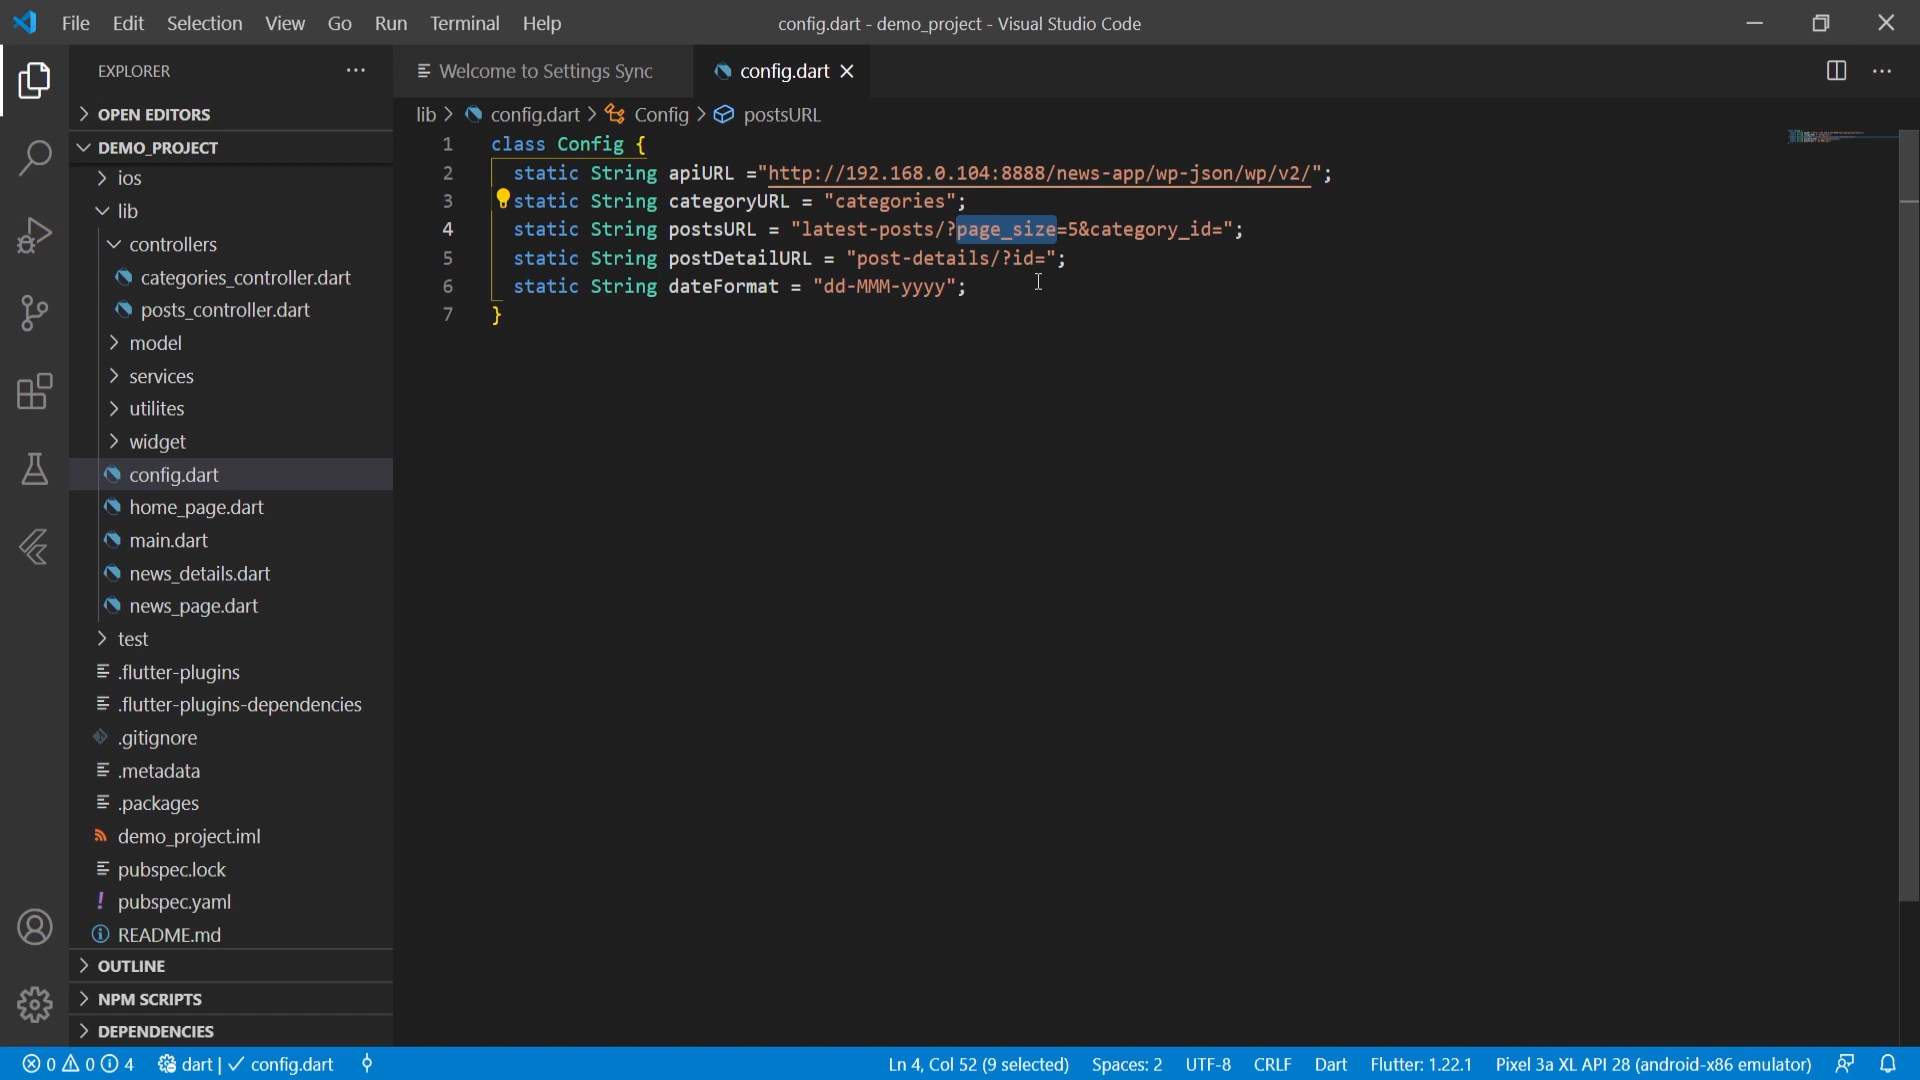 File Edit Selection View Go Run Terminal Help
config.dart - demo_project - Visual Studio Code
EXPLORER
OPEN EDITORS
DEMO_PROJECT
ios
lib
controllers
categories_controller.dart
posts_controller.dart
model
services
utilites
widget
config.dart
home_page.dart
main.dart
news_details.dart
news_page.dart
test
.flutter-plugins
.flutter-plugins-dependencies
.gitignore
.metadata
.packages
demo_project.iml
pubspec.lock
pubspec.yaml
README.md
OUTLINE
NPM SCRIPTS
DEPENDENCIES
Welcome to Settings Sync
config.dart
lib > config.dart > Config > postsURL
1 class Config {
2 static String apiURL ="http://192.168.0.104:8888/news-app/wp-json/wp/v2/";
3 static String categoryURL = "categories";
4 static String postsURL = "latest-posts/?page_size=5&category_id=";
5 static String postDetailURL = "post-details/?id=";
6 static String dateFormat = "dd-MMM-yyyy";
7 }
0 0 4 dart | config.dart
Ln 4, Col 52 (9 selected) Spaces: 2 UTF-8 CRLF Dart Flutter: 1.22.1 Pixel 3a XL API 28 (android-x86 emulator)